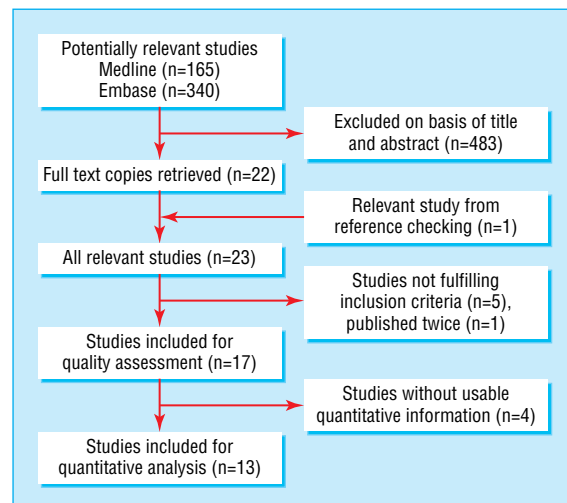 Potentially relevant studies
Medline (n=165)
Embase (n=340)
Excluded on basis of title
and abstract (n=483)
Full text copies retrieved (n=22)
Relevant study from
reference checking (n=1)
All relevant studies (n=23)
Studies not fulfilling
inclusion criteria (n=5),
published twice (n=1)
Studies included for
quality assessment (n=17)
Studies without usable
quantitative information (n=4)
Studies included for
quantitative analysis (n=13)